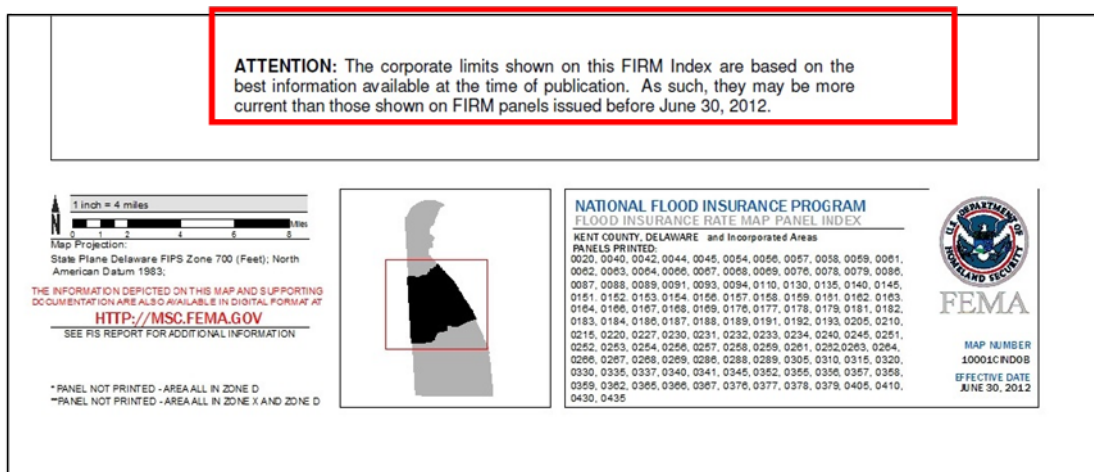 ATTENTION: The corporate limits shown on this FIRM Index are based on the
best information available at the time of publication. As such, they may be more
current than those shown on FIRM panels issued before June 30, 2012.
N
1 inch = 4 miles
Miles
0 1 2 4 6 8
Map Projection:
State Plane Delaware FIPS Zone 700 (Feet); North
American Datum 1983;
THE INFORMATION DEPICTED ON THIS MAP AND SUPPORTING
DOCUMENTATION ARE ALSO AVAILABLE IN DIGITAL FORMAT AT
HTTP://MSC.FEMA.GOV
SEE FIS REPORT FOR ADDITIONAL INFORMATION
* PANEL NOT PRINTED - AREA ALL IN ZONE D
**PANEL NOT PRINTED - AREA ALL IN ZONE X AND ZONE D
NATIONAL FLOOD INSURANCE PROGRAM
FLOOD INSURANCE RATE MAP PANEL INDEX
KENT COUNTY, DELAWARE and Incorporated Areas
PANELS PRINTED:
0020, 0040, 0042, 0044, 0045, 0054, 0056, 0057, 0058, 0059, 0061,
0062, 0063, 0064, 0066, 0067, 0068, 0069, 0076, 0078, 0079, 0086,
0087, 0088, 0089, 0091, 0093, 0094, 0110, 0130, 0135, 0140, 0145,
0151, 0152, 0153, 0154, 0156, 0157, 0158, 0159, 0151, 0162, 0163,
0164, 0166, 0167, 0168, 0169, 0176, 0177, 0178, 0179, 0181, 0182,
0183, 0184, 0186, 0187, 0188, 0189, 0191, 0192, 0193, 0205, 0210,
0215, 0220, 0227, 0230, 0231, 0232, 0233, 0234, 0240, 0245, 0251,
0252, 0253, 0254, 0256, 0257, 0258, 0259, 0261, 0262,0263, 0264,
0266, 0267, 0268, 0269, 0286, 0288, 0289, 0305, 0310, 0315, 0320,
0330, 0335, 0337, 0340, 0341, 0345, 0352, 0355, 0356, 0357, 0358,
0359, 0362, 0365, 0366, 0367, 0376, 0377, 0378, 0379, 0405, 0410,
0430, 0435
U.S. DEPARTMENT OF
HOMELAND SECURITY
FEMA
MAP NUMBER
10001CIND0B
EFFECTIVE DATE
JUNE 30, 2012